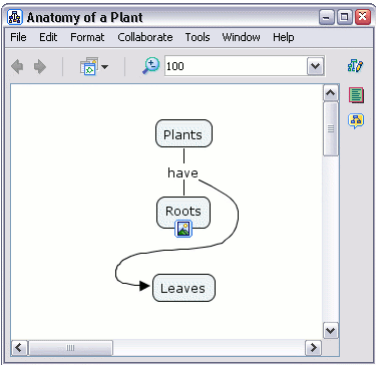 Anatomy of a Plant
File Edit Format Collaborate Tools Window Help
100
Plants
have
Roots
Leaves